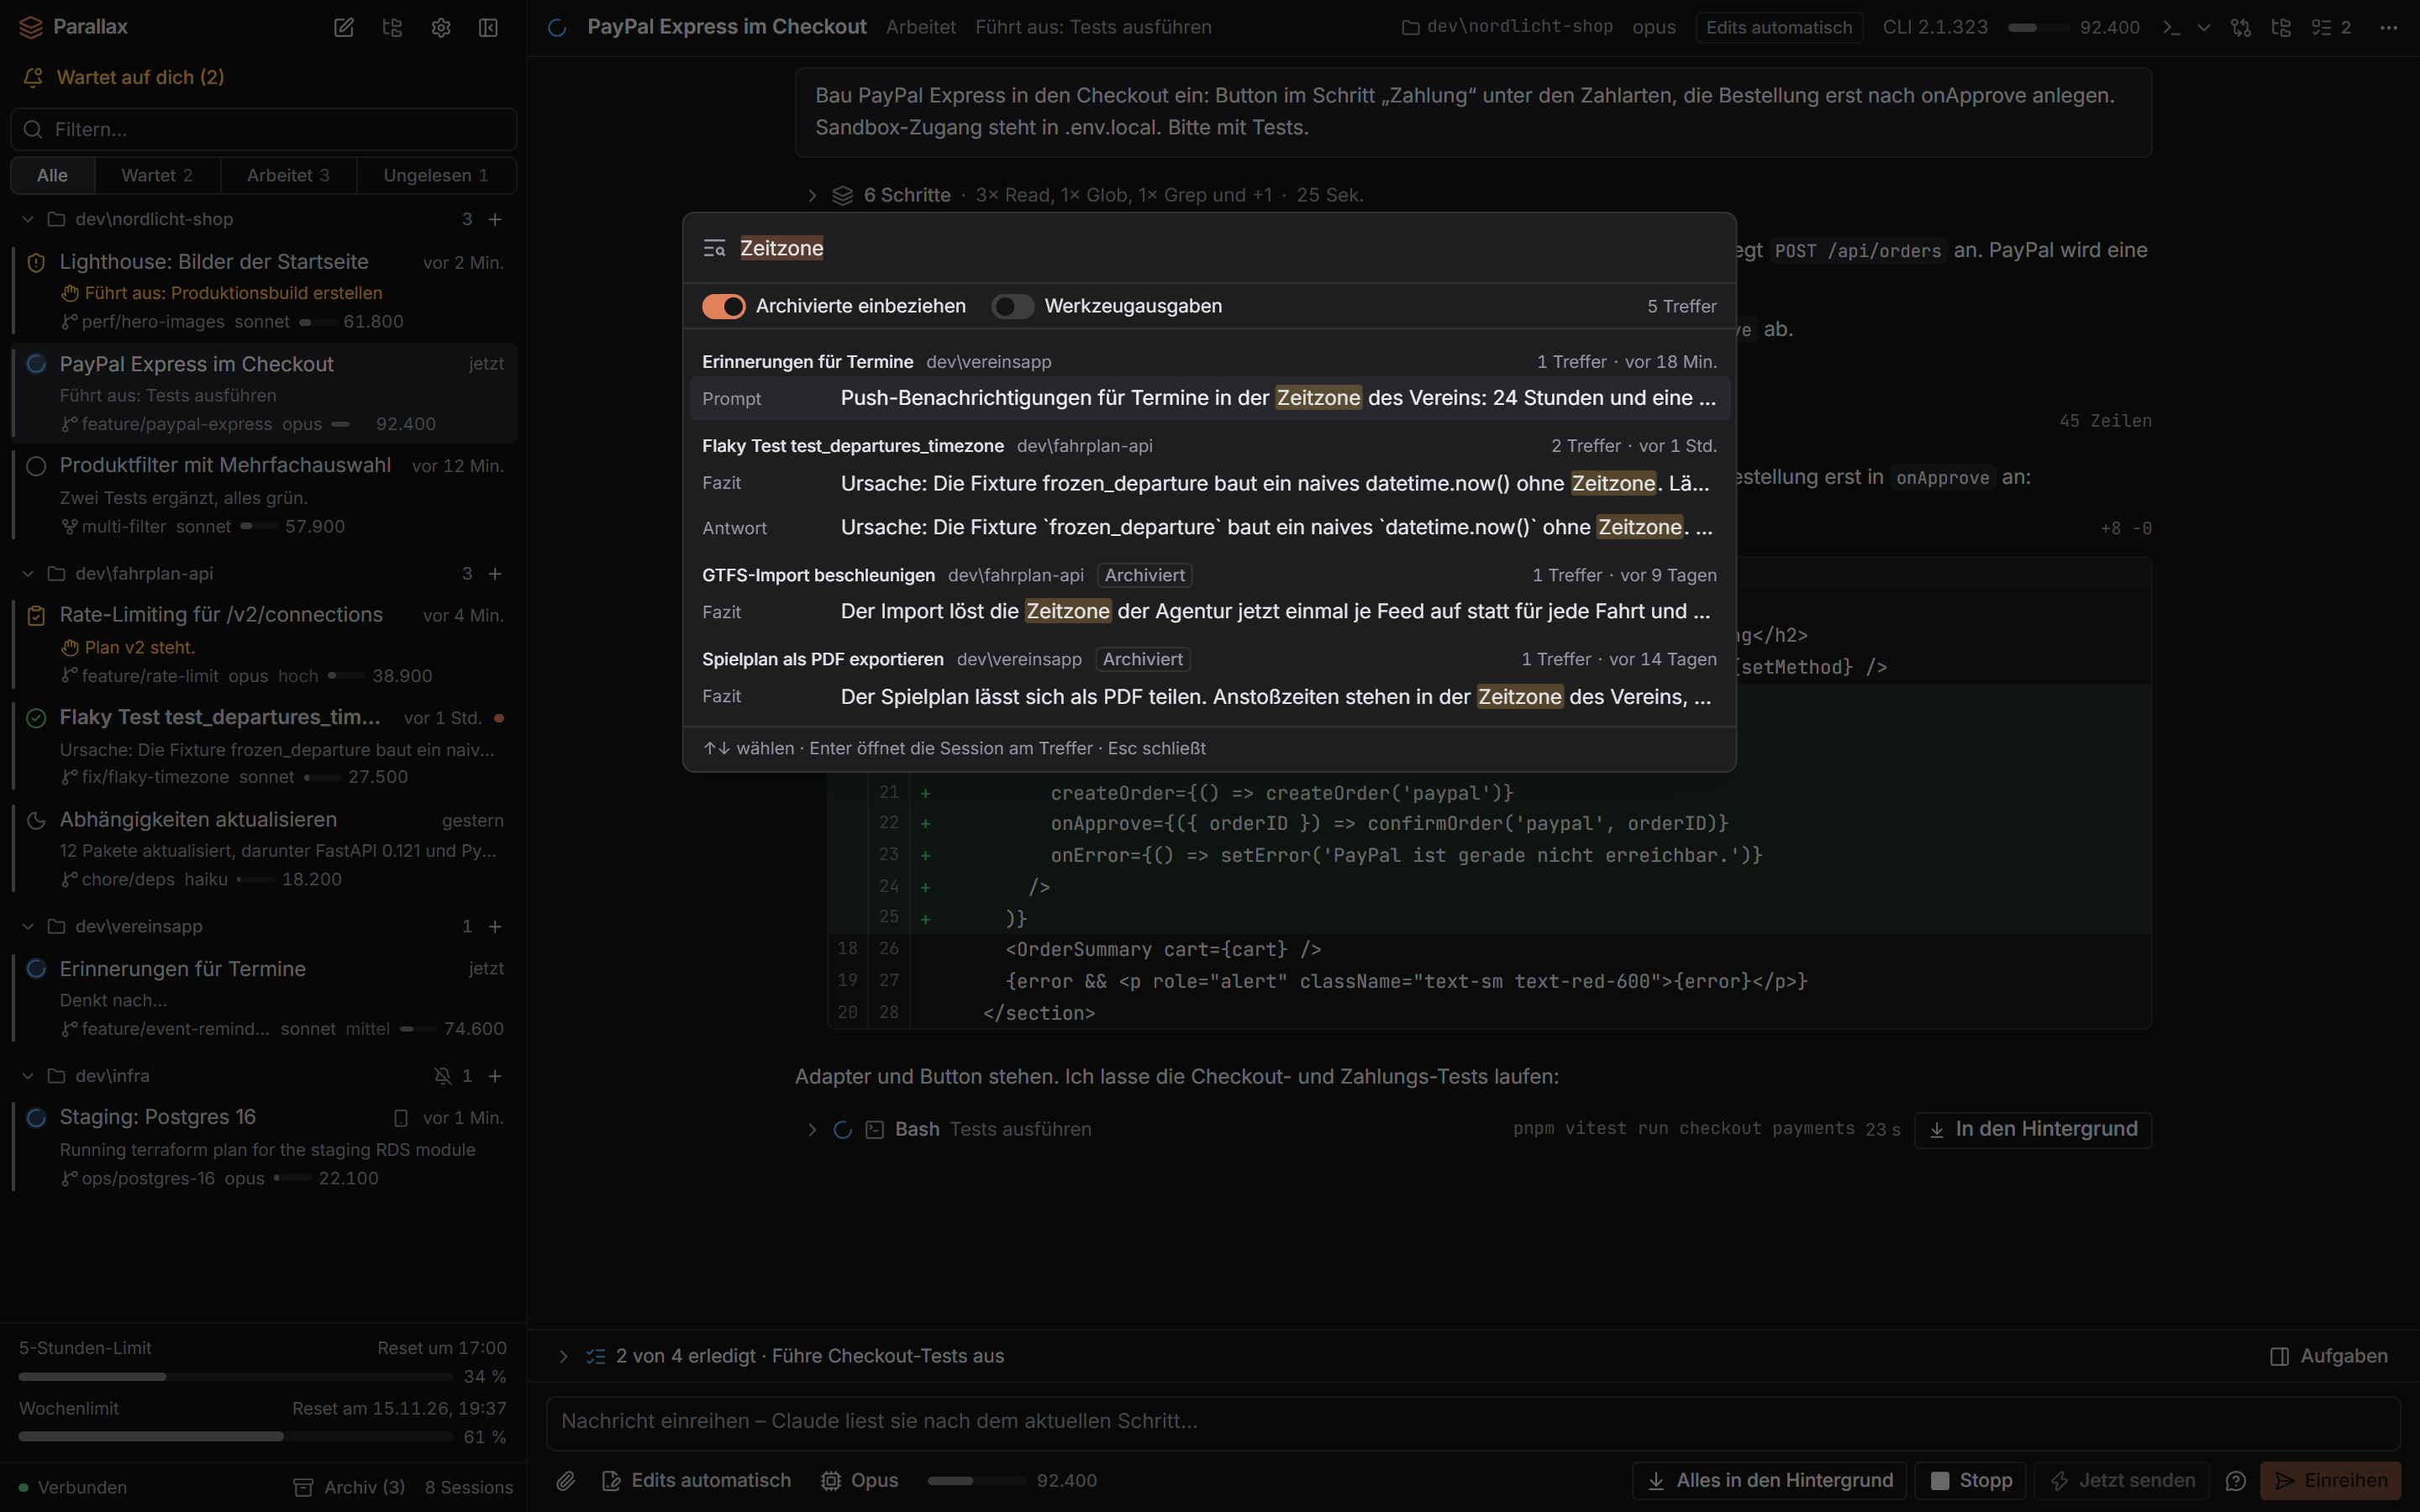 Parallax
Wartet auf dich (2)
Filtern...
Alle
Wartet 2
Arbeitet 3
Ungelesen 1
dev\nordlicht-shop 3
Lighthouse: Bilder der Startseite vor 2 Min.
Führt aus: Produktionsbuild erstellen
perf/hero-images sonnet 61.800
PayPal Express im Checkout jetzt
Führt aus: Tests ausführen
feature/paypal-express opus 92.400
Produktfilter mit Mehrfachauswahl vor 12 Min.
Zwei Tests ergänzt, alles grün.
multi-filter sonnet 57.900
dev\fahrplan-api 3
Rate-Limiting für /v2/connections vor 4 Min.
Plan v2 steht.
feature/rate-limit opus hoch 38.900
Flaky Test test_departures_tim... vor 1 Std.
Ursache: Die Fixture frozen_departure baut ein naiv...
fix/flaky-timezone sonnet 27.500
Abhängigkeiten aktualisieren gestern
12 Pakete aktualisiert, darunter FastAPI 0.121 und Py...
chore/deps haiku 18.200
dev\vereinsapp 1
Erinnerungen für Termine jetzt
Denkt nach...
feature/event-remind... sonnet mittel 74.600
dev\infra 1
Staging: Postgres 16 vor 1 Min.
Running terraform plan for the staging RDS module
ops/postgres-16 opus 22.100
5-Stunden-Limit Reset um 17:00
34 %
Wochenlimit Reset am 15.11.26, 19:37
61 %
Verbunden Archiv (3) 8 Sessions
PayPal Express im Checkout Arbeitet Führt aus: Tests ausführen dev\nordlicht-shop opus Edits automatisch CLI 2.1.323 92.400 2
Bau PayPal Express in den Checkout ein: Button im Schritt „Zahlung“ unter den Zahlarten, die Bestellung erst nach onApprove anlegen.
Sandbox-Zugang steht in .env.local. Bitte mit Tests.
6 Schritte · 3× Read, 1× Glob, 1× Grep und +1 · 25 Sek.
egt POST /api/orders an. PayPal wird eine
ve ab.
45 Zeilen
estellung erst in onApprove an:
+8 -0
ng</h2>
{setMethod} />
Zeitzone
Archivierte einbeziehen Werkzeugausgaben 5 Treffer
Erinnerungen für Termine dev\vereinsapp 1 Treffer · vor 18 Min.
Prompt Push-Benachrichtigungen für Termine in der Zeitzone des Vereins: 24 Stunden und eine ...
Flaky Test test_departures_timezone dev\fahrplan-api 2 Treffer · vor 1 Std.
Fazit Ursache: Die Fixture frozen_departure baut ein naives datetime.now() ohne Zeitzone. Lä...
Antwort Ursache: Die Fixture `frozen_departure` baut ein naives `datetime.now()` ohne Zeitzone. ...
GTFS-Import beschleunigen dev\fahrplan-api Archiviert 1 Treffer · vor 9 Tagen
Fazit Der Import löst die Zeitzone der Agentur jetzt einmal je Feed auf statt für jede Fahrt und ...
Spielplan als PDF exportieren dev\vereinsapp Archiviert 1 Treffer · vor 14 Tagen
Fazit Der Spielplan lässt sich als PDF teilen. Anstoßzeiten stehen in der Zeitzone des Vereins, ...
↑↓ wählen · Enter öffnet die Session am Treffer · Esc schließt
21 + createOrder={() => createOrder('paypal')}
22 + onApprove={({ orderID }) => confirmOrder('paypal', orderID)}
23 + onError={() => setError('PayPal ist gerade nicht erreichbar.')}
24 + />
25 + )}
18 26 <OrderSummary cart={cart} />
19 27 {error && <p role="alert" className="text-sm text-red-600">{error}</p>}
20 28 </section>
Adapter und Button stehen. Ich lasse die Checkout- und Zahlungs-Tests laufen:
Bash Tests ausführen pnpm vitest run checkout payments 23 s In den Hintergrund
2 von 4 erledigt · Führe Checkout-Tests aus Aufgaben
Nachricht einreihen – Claude liest sie nach dem aktuellen Schritt...
Edits automatisch Opus 92.400 Alles in den Hintergrund Stopp Jetzt senden Einreihen